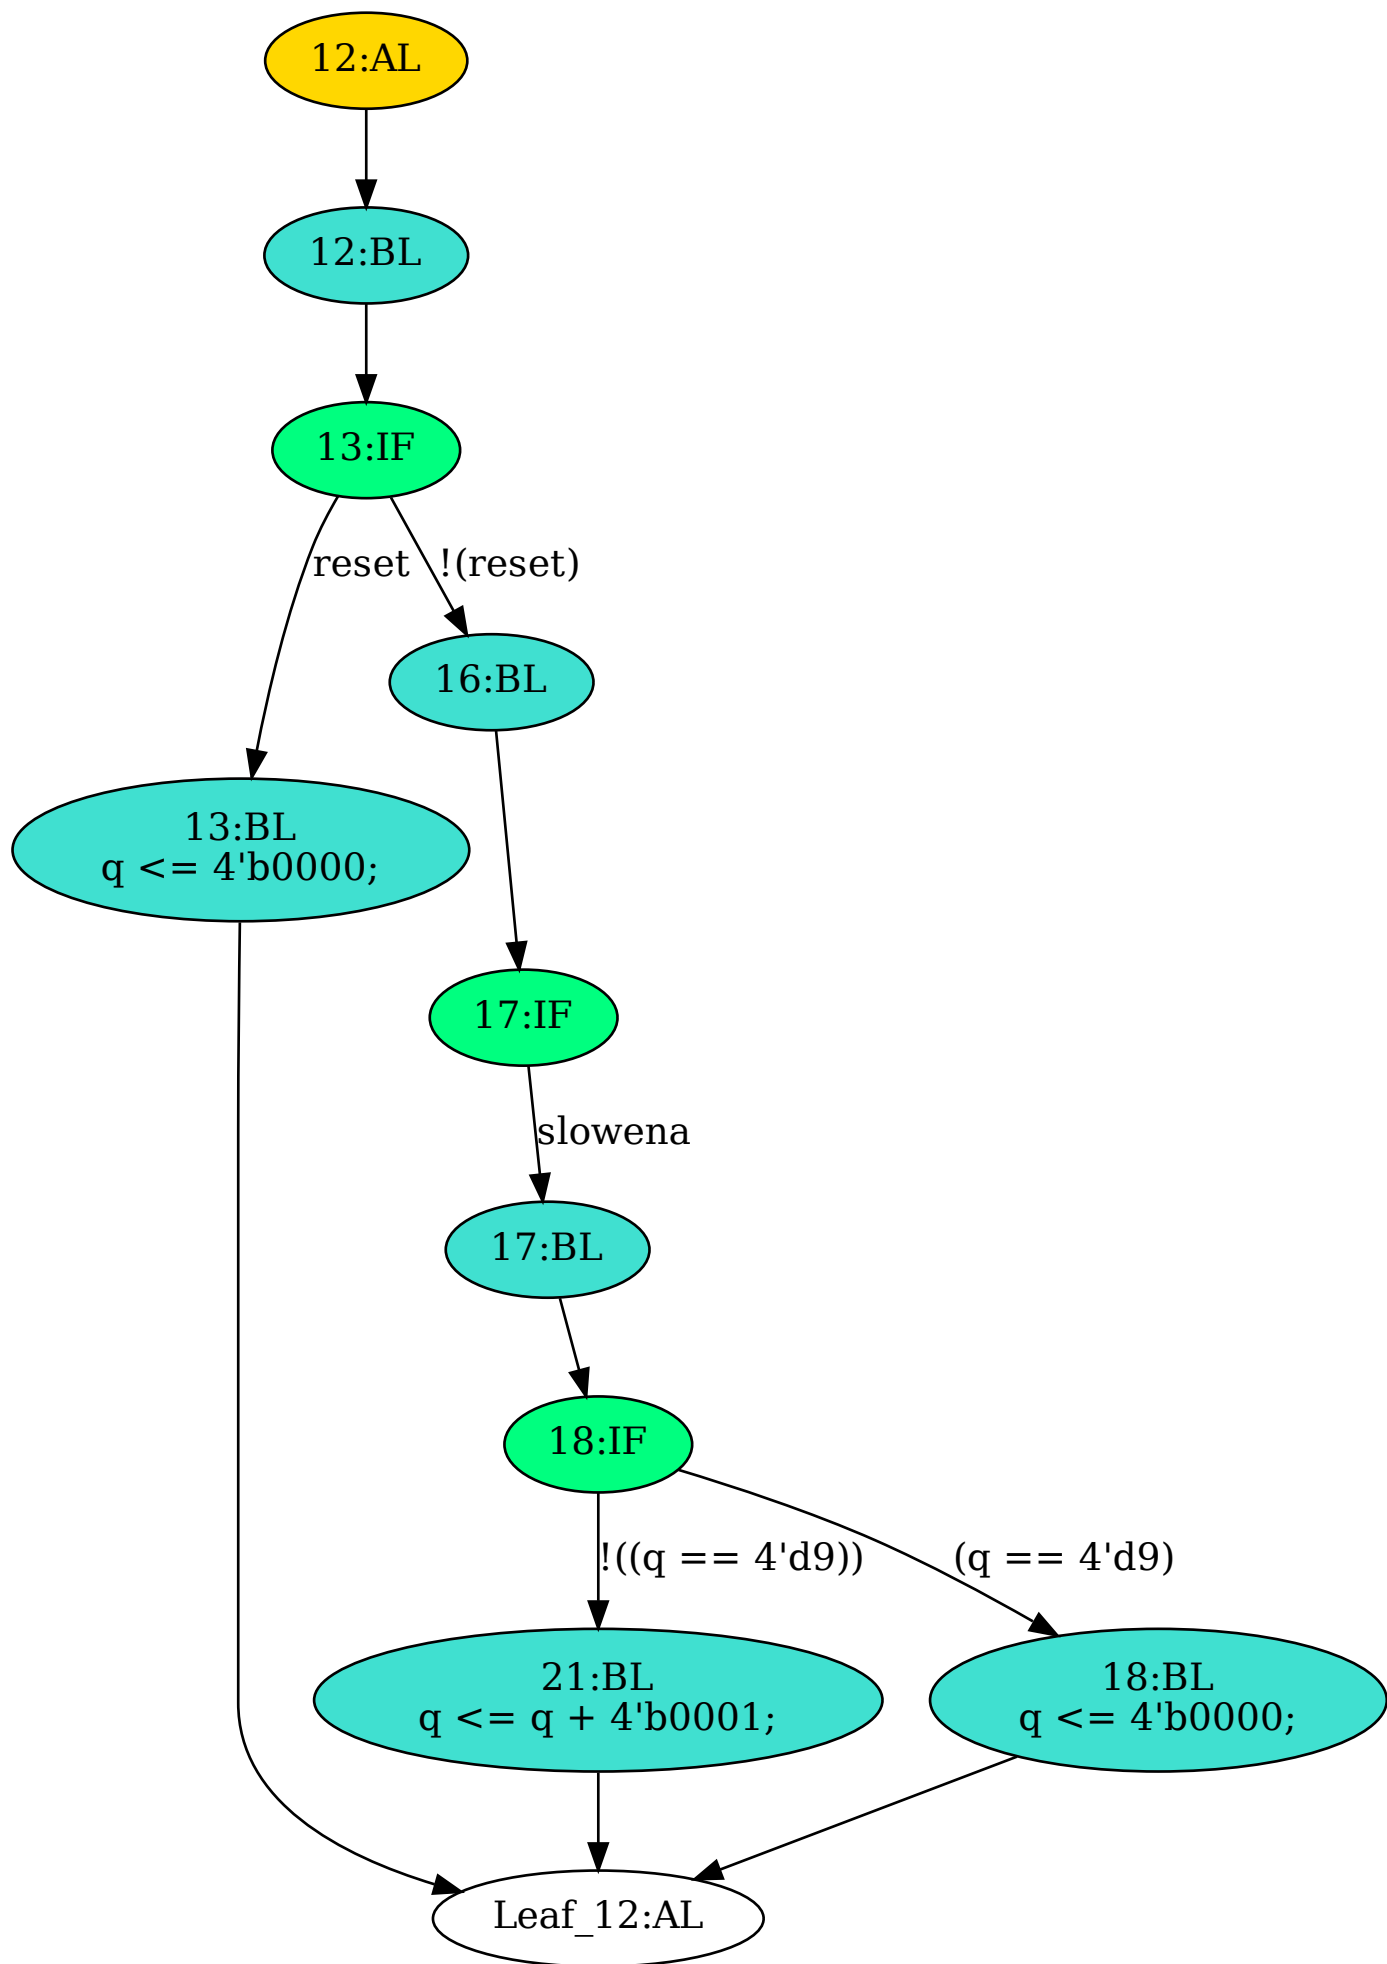 12:AL
12:BL
13:IF
reset
!(reset)
16:BL
13:BL
q <= 4'b0000;
17:IF
slowena
17:BL
18:IF
!((q == 4'd9))
(q == 4'd9)
21:BL
q <= q + 4'b0001;
18:BL
q <= 4'b0000;
Leaf_12:AL